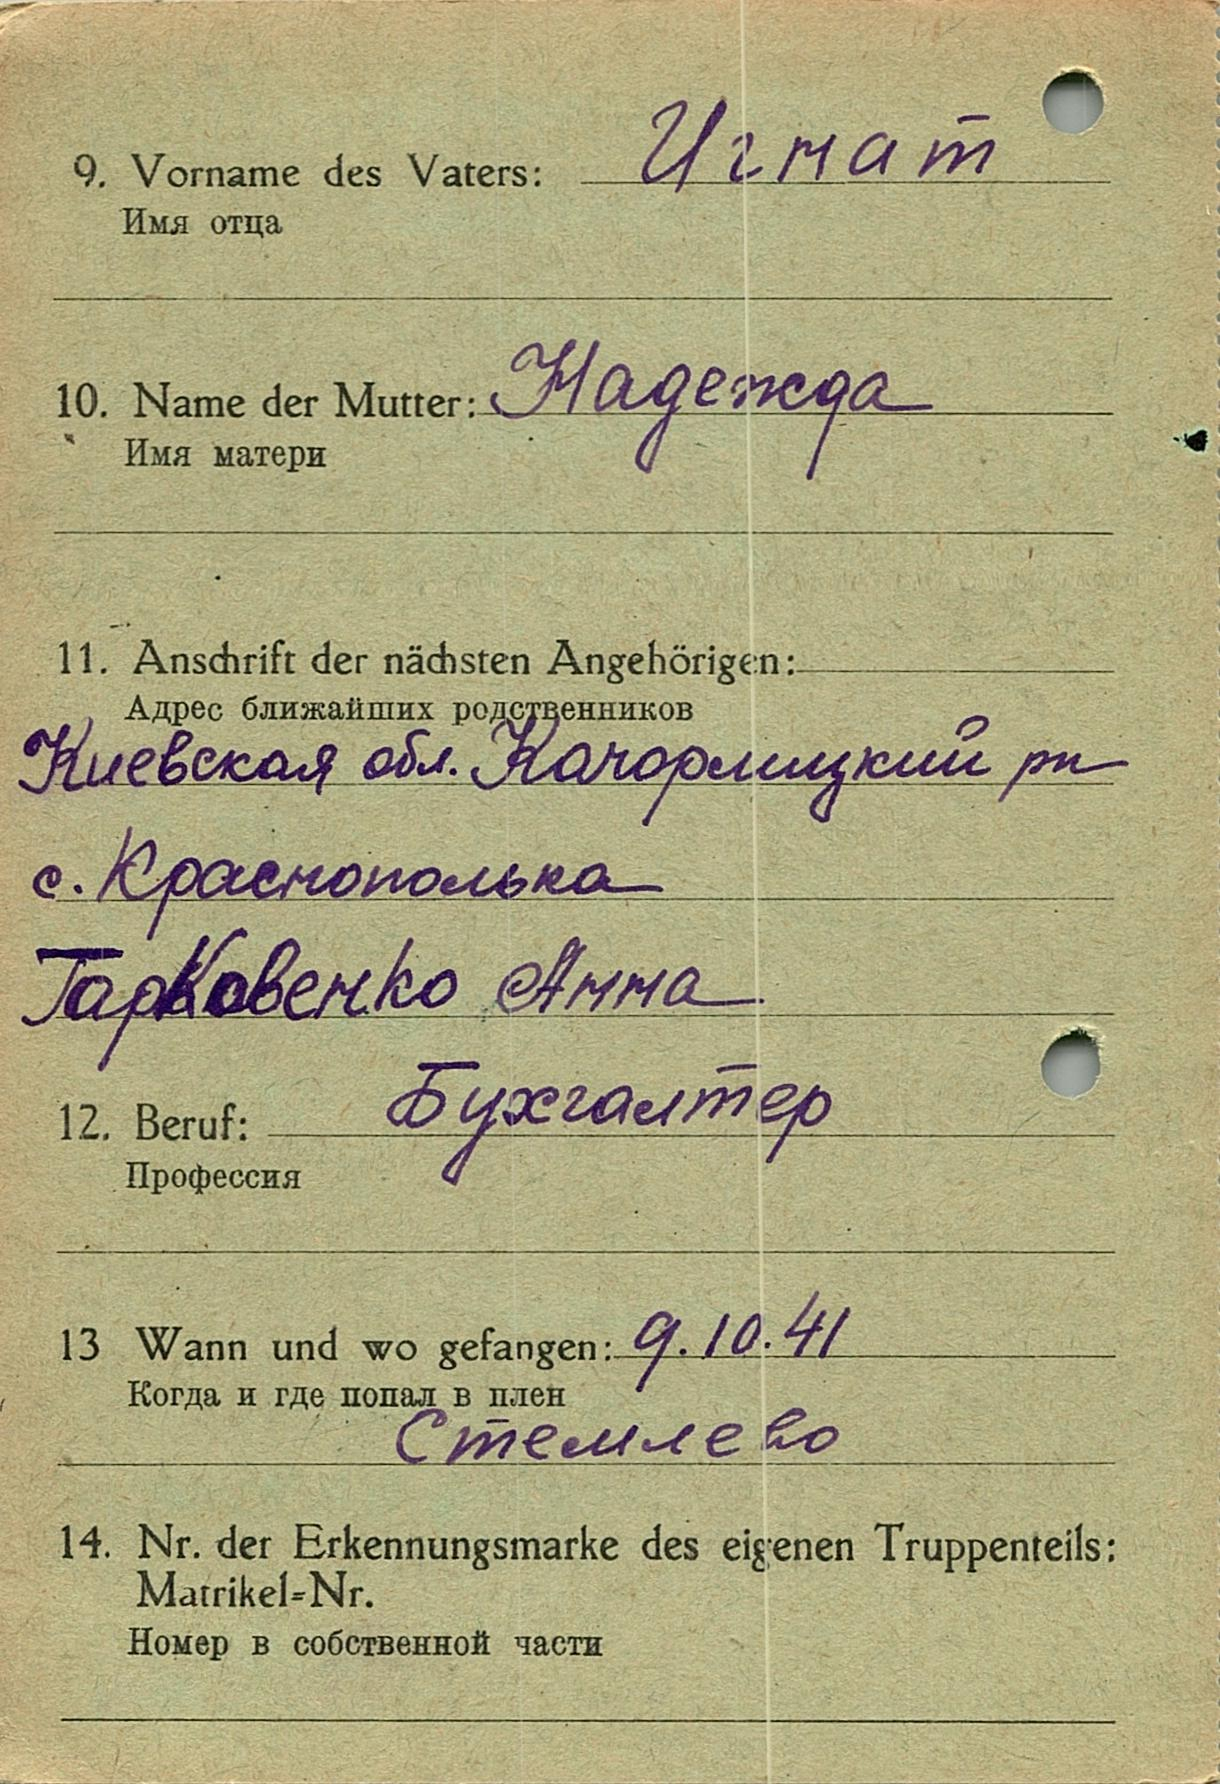 9. Vorname des Vaters: Игнат
Имя отца
10. Name der Mutter: Надежда
Имя матери
11. Anschrift der nächsten Angehörigen:
Адрес ближайших родственников
Киевская обл. Качорлицкий рн
с. Краснополька
Гарковенко Анна
12. Beruf: Бухгалтер
Профессия
13 Wann und wo gefangen: 9.10.41
Когда и где попал в плен
Стемлево
14. Nr. der Erkennungsmarke des eigenen Truppenteils:
Matrikel=Nr.
Номер в собственной части